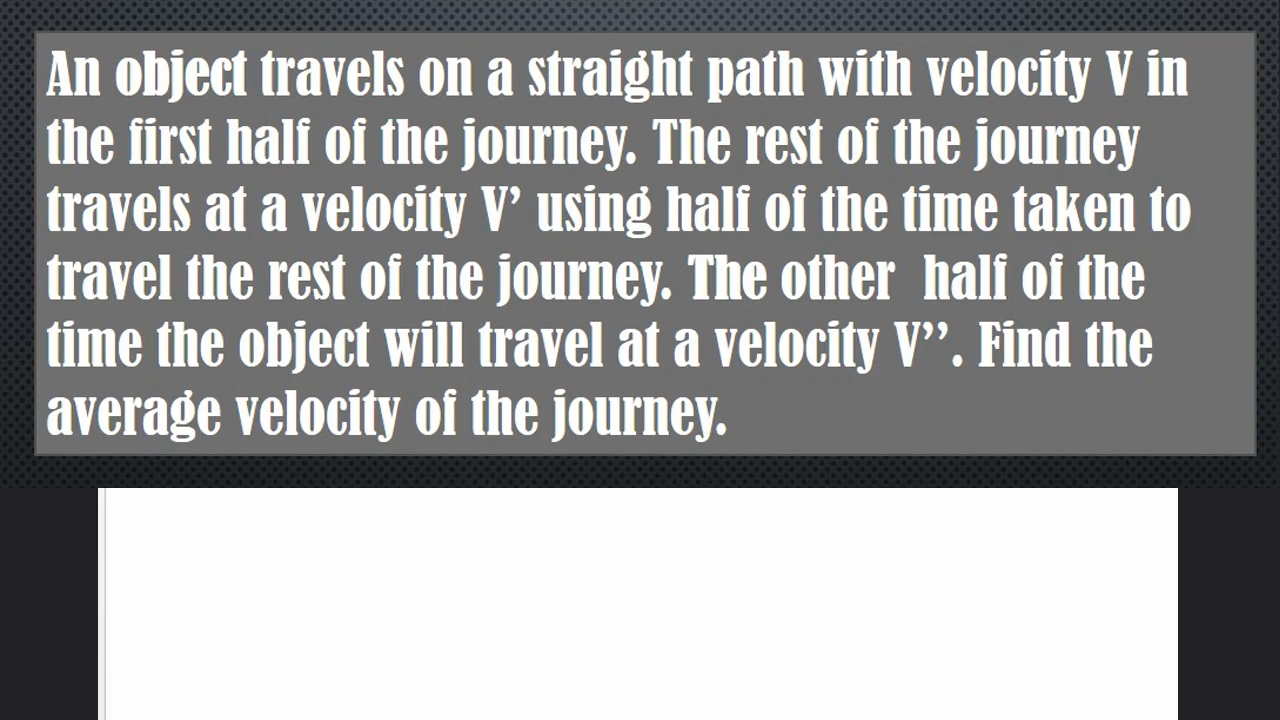 An object travels on a straight path with velocity V in
the first half of the journey. The rest of the journey
travels at a velocity V’ using half of the time taken to
travel the rest of the journey. The other  half of the
time the object will travel at a velocity V’’. Find the
average velocity of the journey.